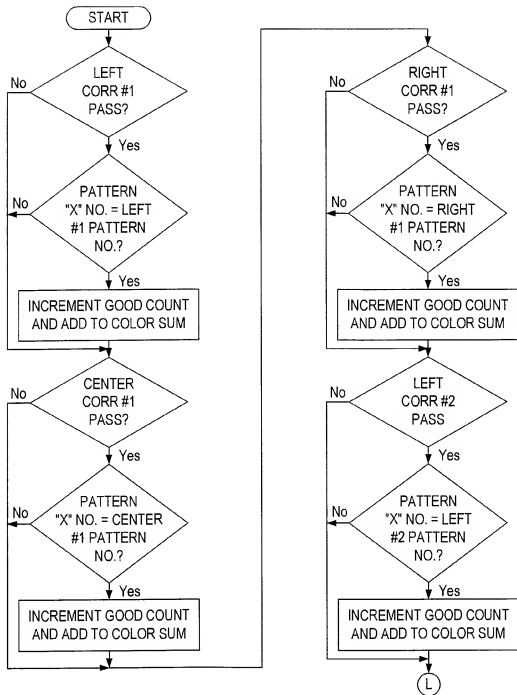 START
LEFT
CORR #1
PASS?
No
Yes
PATTERN
"X" NO. = LEFT
#1 PATTERN
NO.?
No
Yes
INCREMENT GOOD COUNT
AND ADD TO COLOR SUM
CENTER
CORR #1
PASS?
No
Yes
PATTERN
"X" NO. = CENTER
#1 PATTERN
NO.?
No
Yes
INCREMENT GOOD COUNT
AND ADD TO COLOR SUM
RIGHT
CORR #1
PASS?
No
Yes
PATTERN
"X" NO. = RIGHT
#1 PATTERN
NO.?
No
Yes
INCREMENT GOOD COUNT
AND ADD TO COLOR SUM
LEFT
CORR #2
PASS
No
Yes
PATTERN
"X" NO. = LEFT
#2 PATTERN
NO.?
No
Yes
INCREMENT GOOD COUNT
AND ADD TO COLOR SUM
L